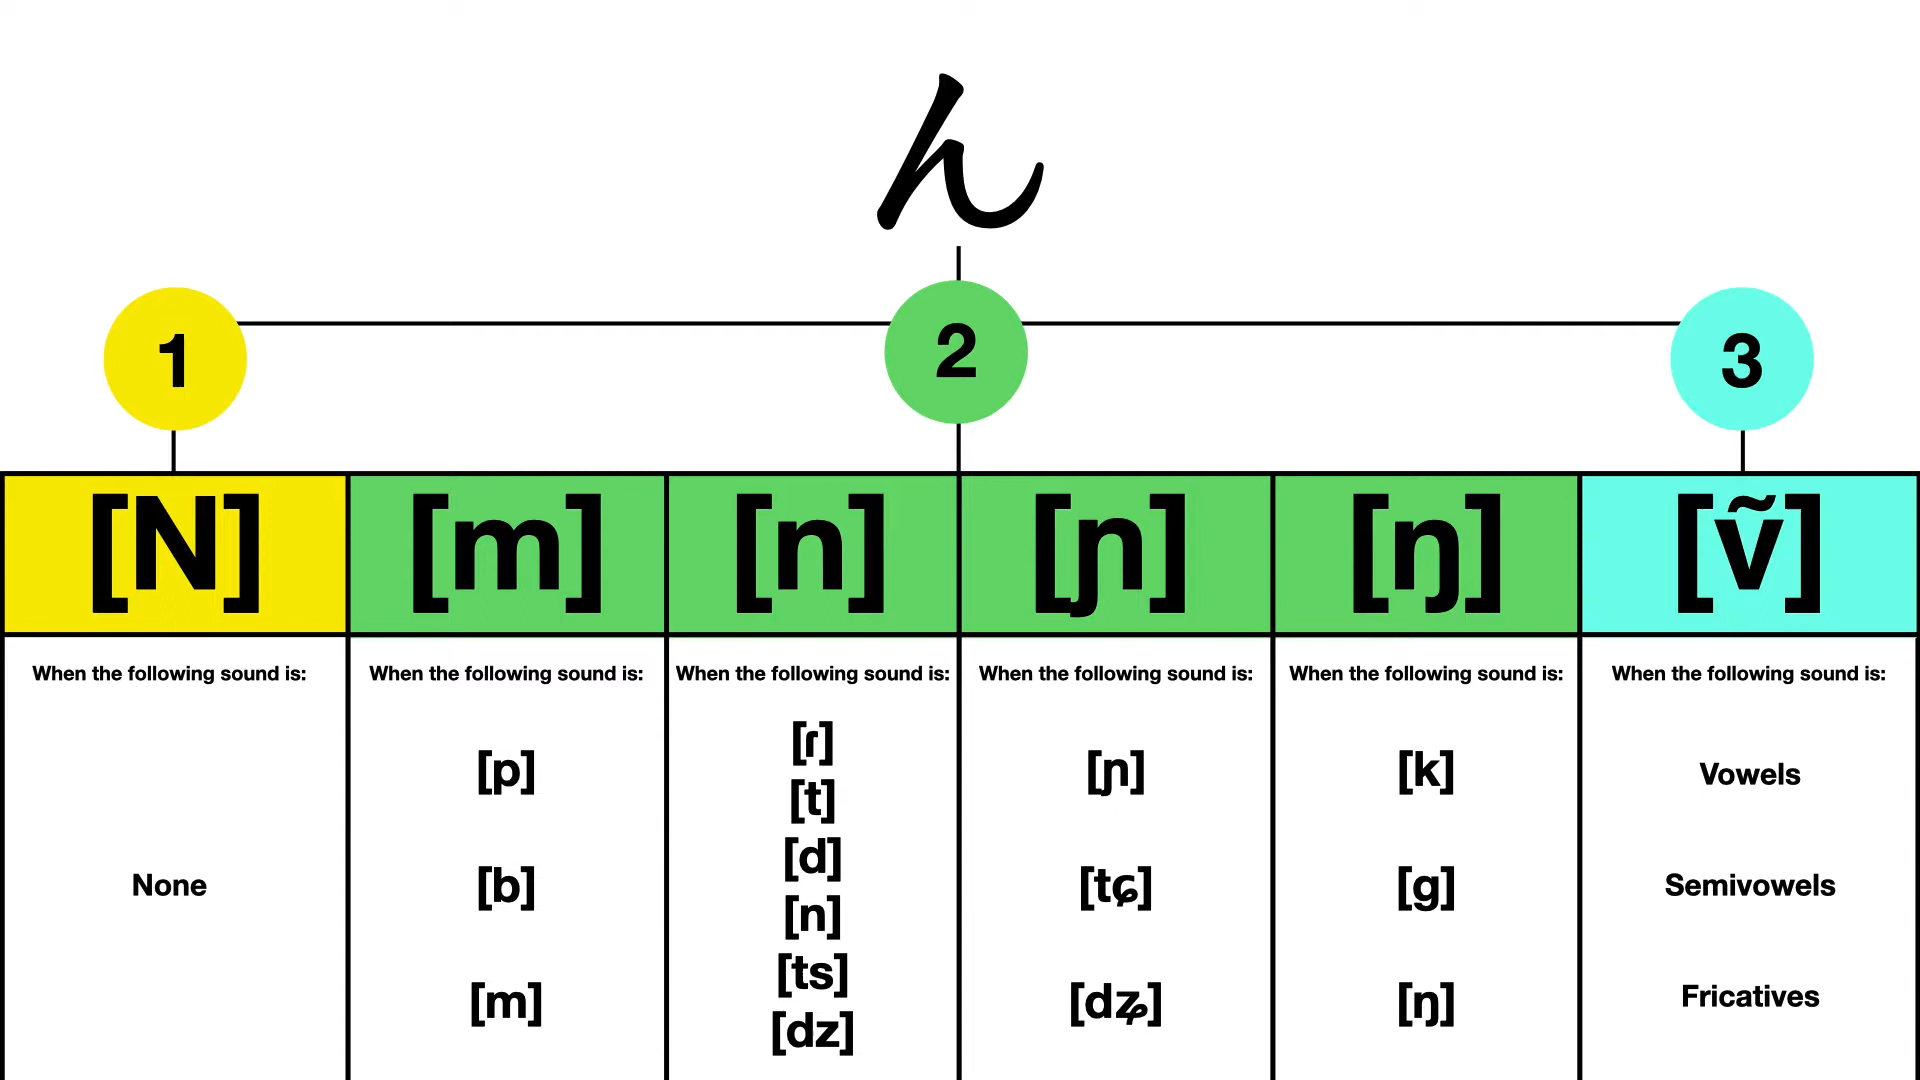 ん
1 2 3
[N] [m] [n] [ɲ] [ŋ] [ṽ]
When the following sound is: When the following sound is: When the following sound is: When the following sound is: When the following sound is: When the following sound is:
None
[p]
[b]
[m]
[ɾ]
[t]
[d]
[n]
[ts]
[dz]
[ɲ]
[tɕ]
[dʑ]
[k]
[g]
[ŋ]
Vowels
Semivowels
Fricatives